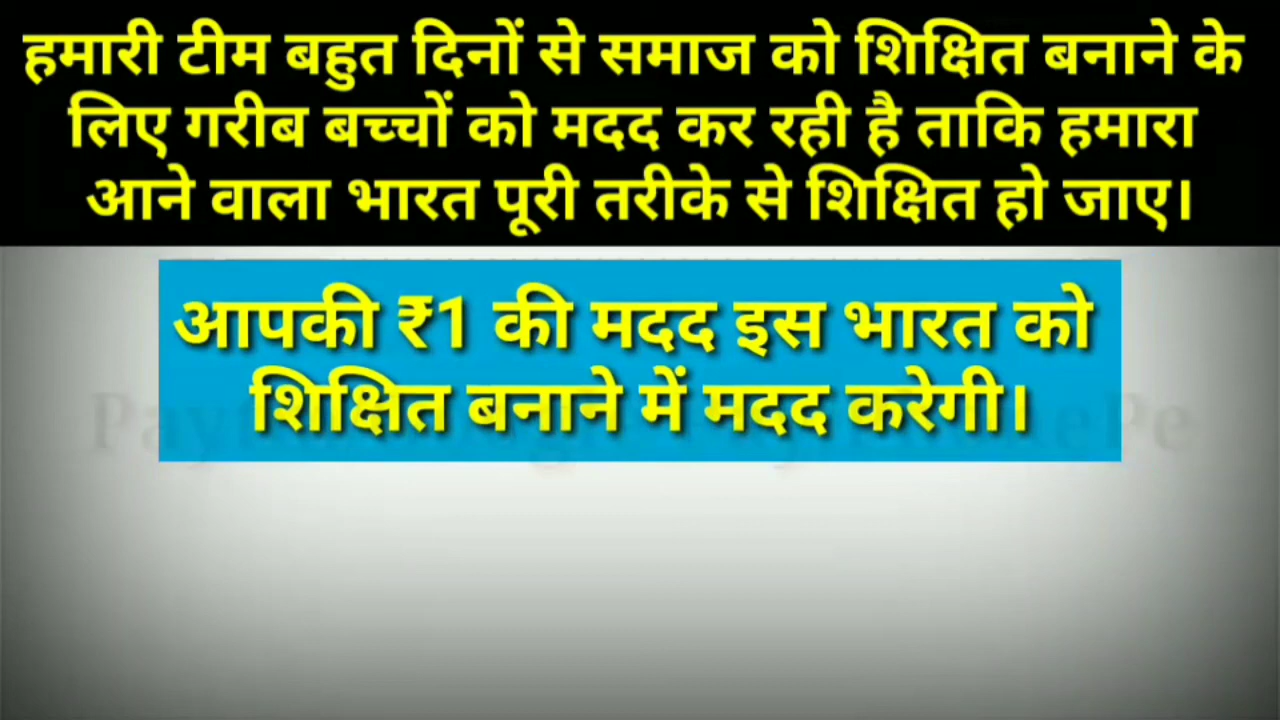 हमारी टीम बहुत दिनों से समाज को शिक्षित बनाने के
लिए गरीब बच्चों को मदद कर रही है ताकि हमारा
आने वाला भारत पूरी तरीके से शिक्षित हो जाए।
आपकी ₹1 की मदद इस भारत को
शिक्षित बनाने में मदद करेगी।